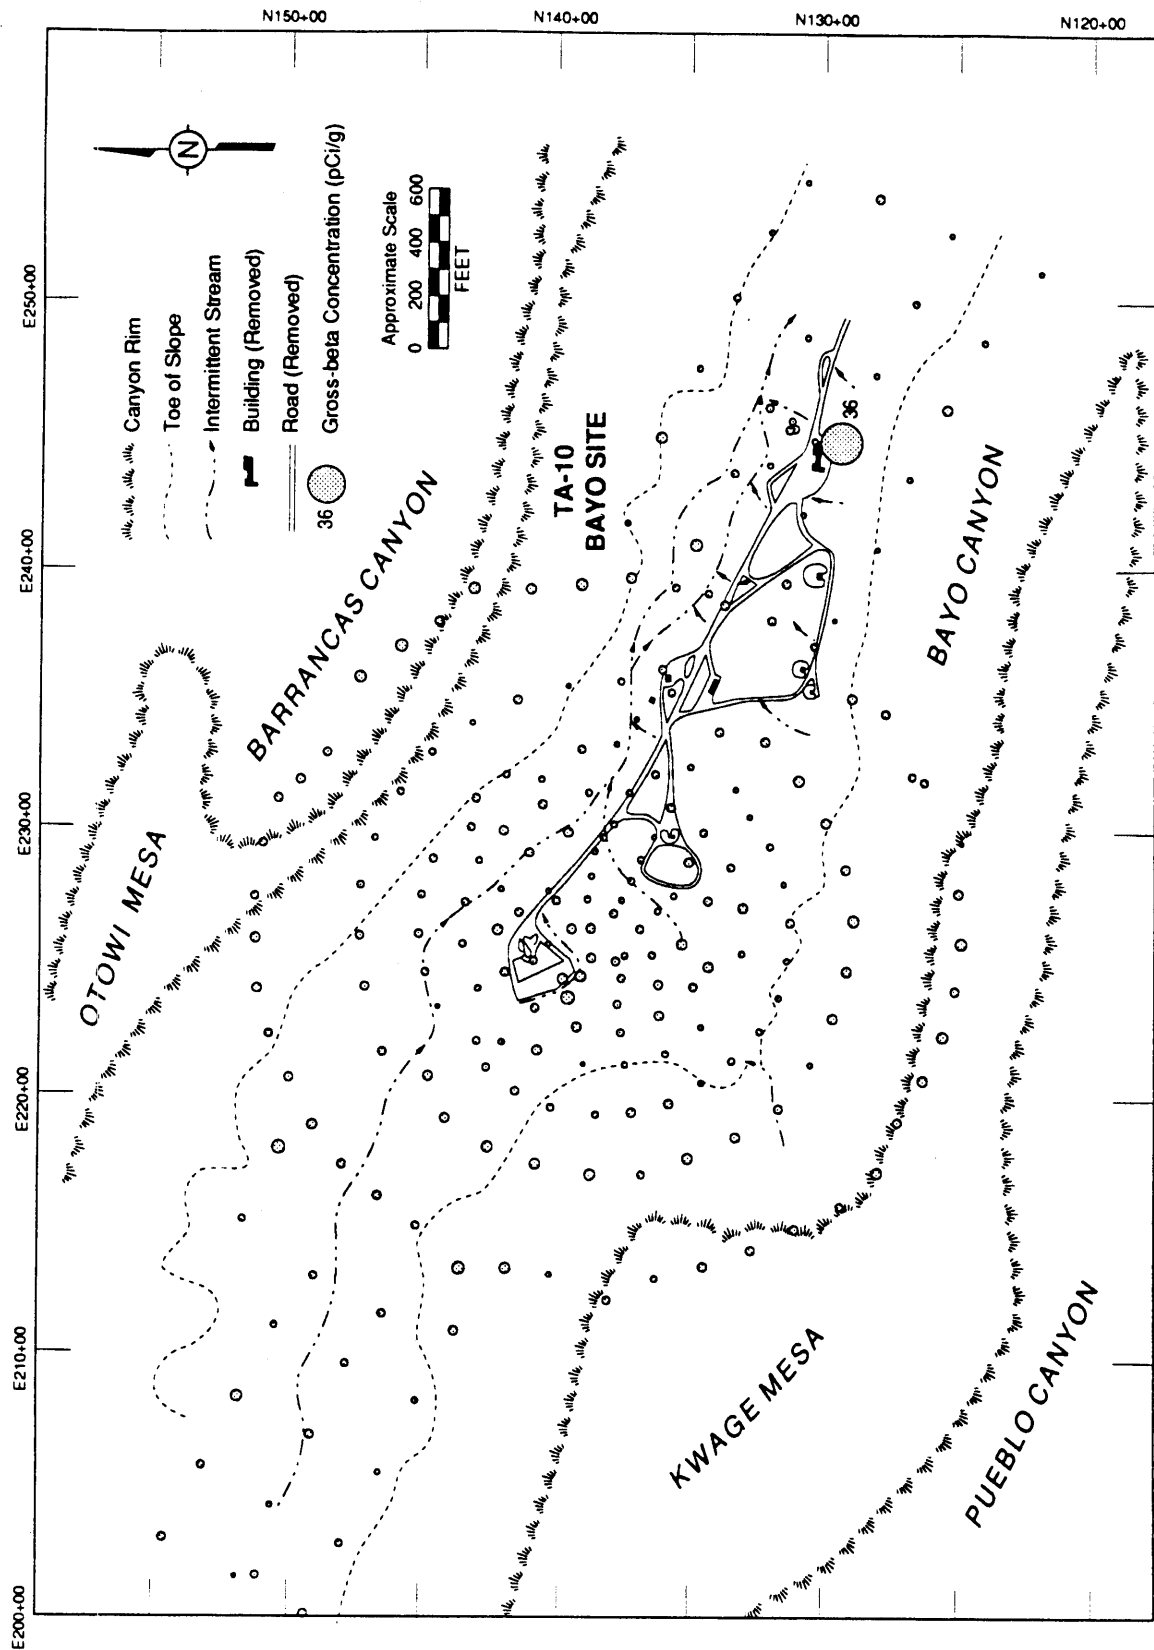 N150+00
N140+00
N130+00
N120+00
E250+00
E240+00
E230+00
E220+00
E210+00
E200+00
N
Canyon Rim
Toe of Slope
Intermittent Stream
Building (Removed)
Road (Removed)
36
Gross-beta Concentration (pCi/g)
Approximate Scale
0 200 400 600
FEET
OTOWI MESA
BARRANCAS CANYON
TA-10
BAYO SITE
36
BAYO CANYON
KWAGE MESA
PUEBLO CANYON